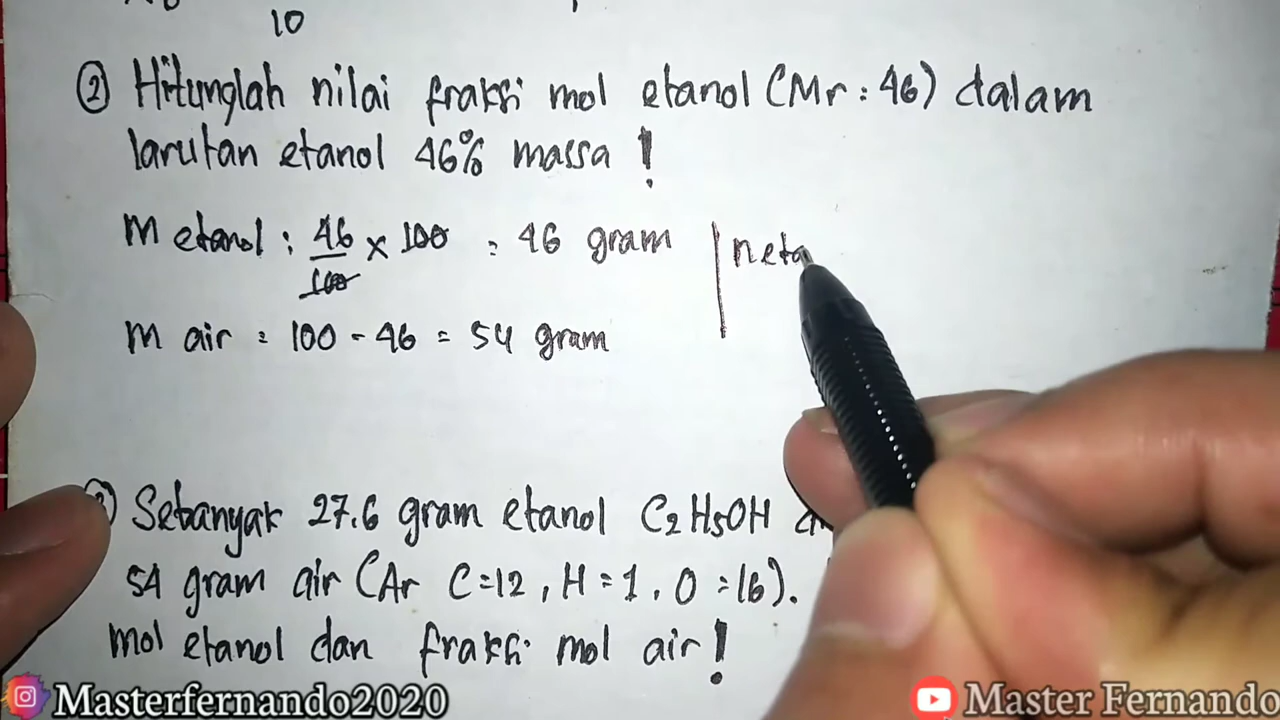 10
② Hitunglah nilai fraksi mol etanol (Mr : 46) dalam
larutan etanol 46% massa !
m etanol : 46/100 x 100 = 46 gram | neta
m air = 100 - 46 = 54 gram
Sebanyak 27.6 gram etanol C2H5OH
54 gram air (Ar C=12, H=1, O=16).
mol etanol dan fraksi mol air !
Masterfernando2020
Master Fernando